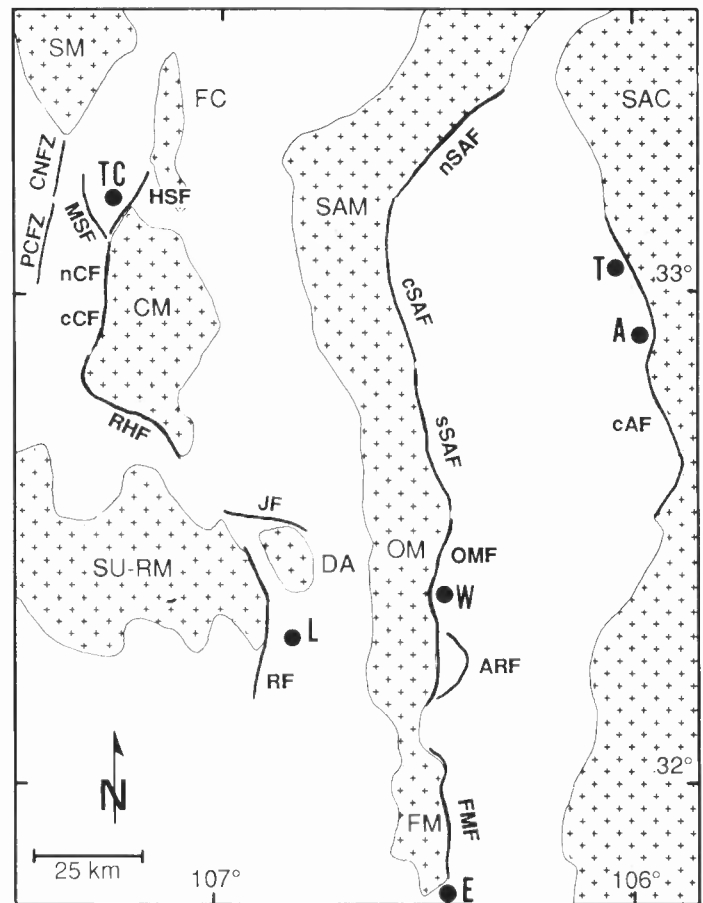 SM
FC
SAC
CNFZ
TC
HSF
nSAF
MSF
SAM
PCFZ
nCF
T
33°
cSAF
cCF
CM
A
RHF
sSAF
cAF
JF
SU-RM
DA
OM
OMF
W
L
RF
ARF
32°
N
FM
FMF
25 km
107°
E
106°